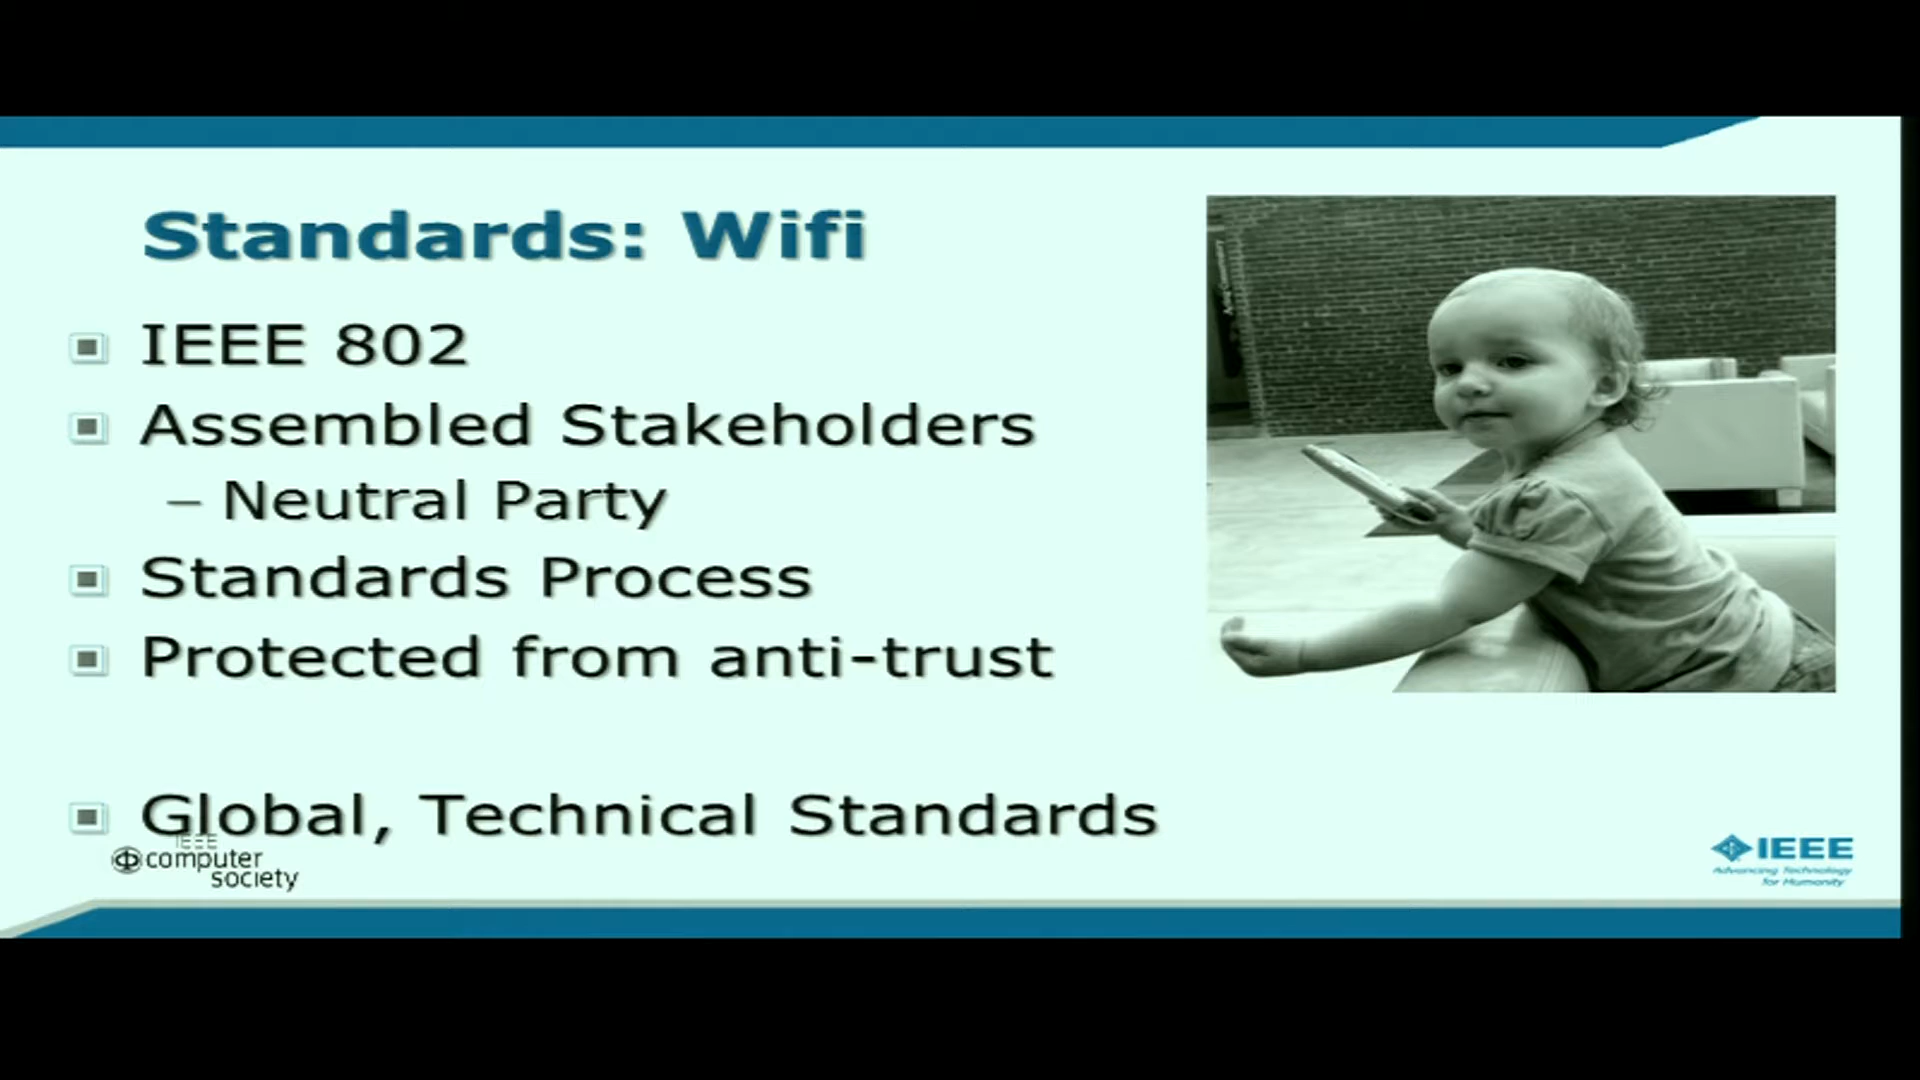 Standards: Wifi
IEEE 802
Assembled Stakeholders
– Neutral Party
Standards Process
Protected from anti-trust
Global, Technical Standards
IEEE
computer
society
IEEE
Advancing Technology
for Humanity